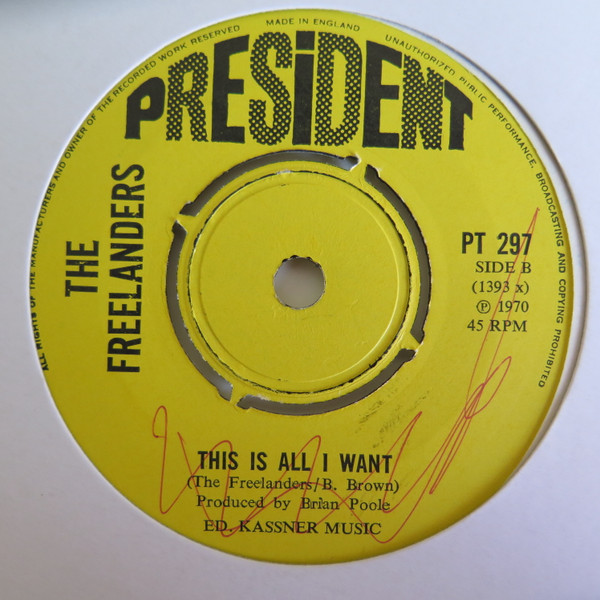 ALL RIGHTS OF THE MANUFACTURERS AND OWNER OF THE RECORDED WORK RESERVED MADE IN ENGLAND UNAUTHORIZED PUBLIC PERFORMANCE, BROADCASTING AND COPYING PROHIBITED
PRESiDENT
THE
FREELANDERS
PT 297
SIDE B
(1393 x)
℗ 1970
45 RPM
THIS IS ALL I WANT
(The Freelanders/B. Brown)
Produced by Brian Poole
ED. KASSNER MUSIC